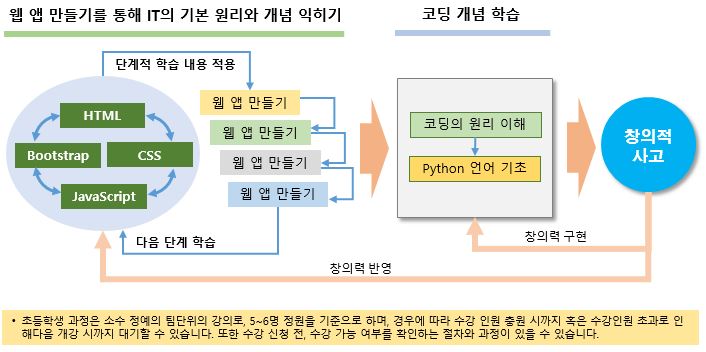 웹 앱 만들기를 통해 IT의 기본 원리와 개념 익히기
코딩 개념 학습
단계적 학습 내용 적용
HTML
Bootstrap
CSS
JavaScript
웹 앱 만들기
웹 앱 만들기
웹 앱 만들기
웹 앱 만들기
다음 단계 학습
코딩의 원리 이해
Python 언어 기초
창의적
사고
창의력 구현
창의력 반영
• 초등학생 과정은 소수 정예의 팀단위의 강의로, 5~6명 정원을 기준으로 하며, 경우에 따라 수강 인원 충원 시까지 혹은 수강인원 초과로 인
해다음 개강 시까지 대기할 수 있습니다. 또한 수강 신청 전, 수강 가능 여부를 확인하는 절차와 과정이 있을 수 있습니다.